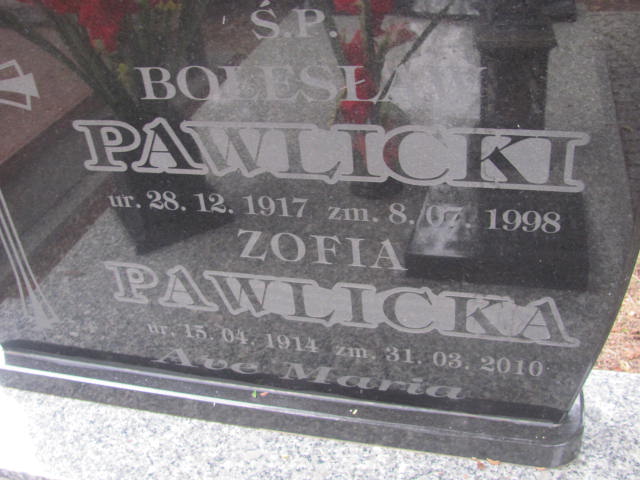 Ś.P.
BOLESŁAW
PAWLICKI
ur. 28. 12. 1917 zm. 8. 07. 1998
ZOFIA
PAWLICKA
ur. 15. 04. 1914 zm. 31. 03. 2010
Ave Maria